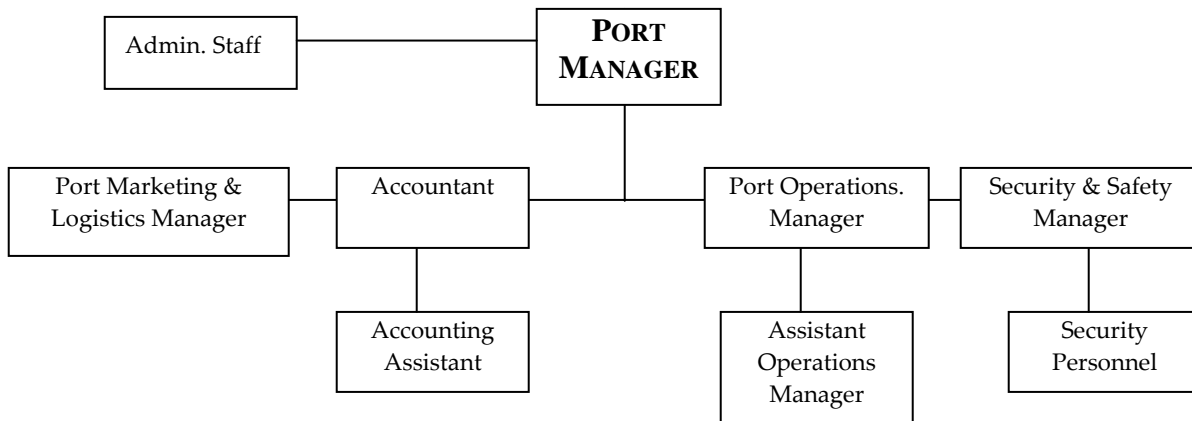 Admin. Staff
PORT
MANAGER
Port Marketing &
Logistics Manager
Accountant
Port Operations.
Manager
Security & Safety
Manager
Accounting
Assistant
Assistant
Operations
Manager
Security
Personnel